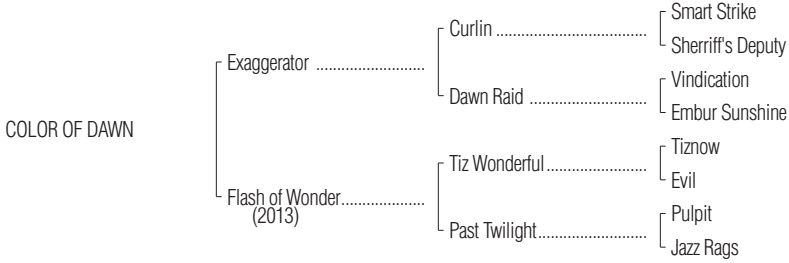 Smart Strike
Curlin ....................................
Sherriff's Deputy
Exaggerator ..........................
Vindication
Dawn Raid ............................
Embur Sunshine
COLOR OF DAWN
Tiznow
Tiz Wonderful........................
Evil
Flash of Wonder....................
(2013)
Pulpit
Past Twilight..........................
Jazz Rags